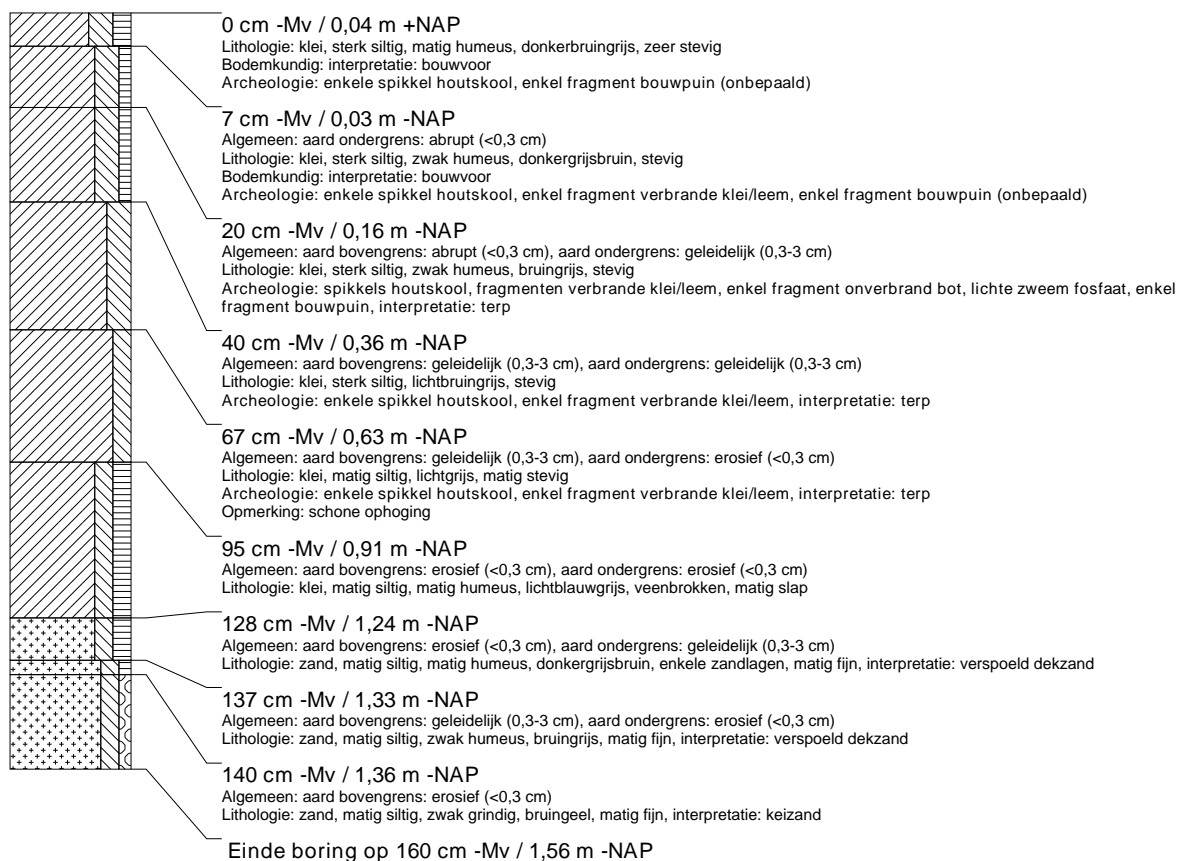 0 cm -Mv / 0,04 m +NAP
Lithologie: klei, sterk siltig, matig humeus, donkerbruingrijs, zeer stevig
Bodemkundig: interpretatie: bouwvoor
Archeologie: enkele spikkel houtskool, enkel fragment bouwpuin (onbepaald)
7 cm -Mv / 0,03 m -NAP
Algemeen: aard ondergrens: abrupt (<0,3 cm)
Lithologie: klei, sterk siltig, zwak humeus, donkergrijsbruin, stevig
Bodemkundig: interpretatie: bouwvoor
Archeologie: enkele spikkel houtskool, enkel fragment verbrande klei/leem, enkel fragment bouwpuin (onbepaald)
20 cm -Mv / 0,16 m -NAP
Algemeen: aard bovengrens: abrupt (<0,3 cm), aard ondergrens: geleidelijk (0,3-3 cm)
Lithologie: klei, sterk siltig, zwak humeus, bruingrijs, stevig
Archeologie: spikkels houtskool, fragmenten verbrande klei/leem, enkel fragment onverbrand bot, lichte zweem fosfaat, enkel
fragment bouwpuin, interpretatie: terp
40 cm -Mv / 0,36 m -NAP
Algemeen: aard bovengrens: geleidelijk (0,3-3 cm), aard ondergrens: geleidelijk (0,3-3 cm)
Lithologie: klei, sterk siltig, lichtbruingrijs, stevig
Archeologie: enkele spikkel houtskool, enkel fragment verbrande klei/leem, interpretatie: terp
67 cm -Mv / 0,63 m -NAP
Algemeen: aard bovengrens: geleidelijk (0,3-3 cm), aard ondergrens: erosief (<0,3 cm)
Lithologie: klei, matig siltig, lichtgrijs, matig stevig
Archeologie: enkele spikkel houtskool, enkel fragment verbrande klei/leem, interpretatie: terp
Opmerking: schone ophoging
95 cm -Mv / 0,91 m -NAP
Algemeen: aard bovengrens: erosief (<0,3 cm), aard ondergrens: erosief (<0,3 cm)
Lithologie: klei, matig siltig, matig humeus, lichtblauwgrijs, veenbrokken, matig slap
128 cm -Mv / 1,24 m -NAP
Algemeen: aard bovengrens: erosief (<0,3 cm), aard ondergrens: geleidelijk (0,3-3 cm)
Lithologie: zand, matig siltig, matig humeus, donkergrijsbruin, enkele zandlagen, matig fijn, interpretatie: verspoeld dekzand
137 cm -Mv / 1,33 m -NAP
Algemeen: aard bovengrens: geleidelijk (0,3-3 cm), aard ondergrens: erosief (<0,3 cm)
Lithologie: zand, matig siltig, zwak humeus, bruingrijs, matig fijn, interpretatie: verspoeld dekzand
140 cm -Mv / 1,36 m -NAP
Algemeen: aard bovengrens: erosief (<0,3 cm)
Lithologie: zand, matig siltig, zwak grindig, bruingeel, matig fijn, interpretatie: keizand
Einde boring op 160 cm -Mv / 1,56 m -NAP